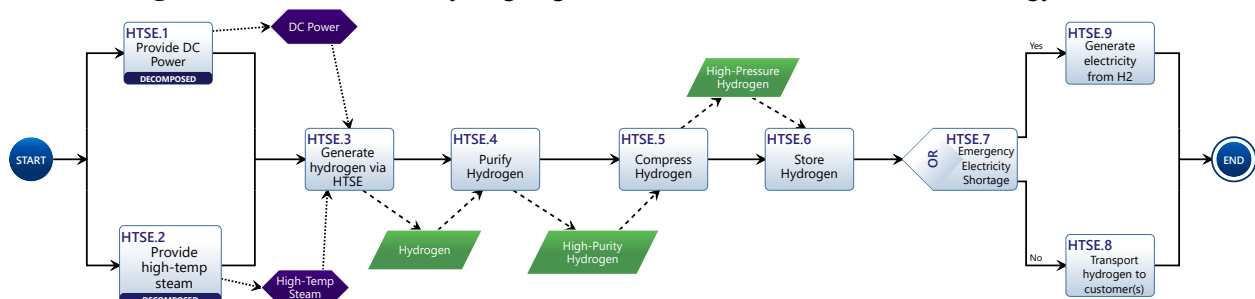 HTSE.1
Provide DC
Power
DECOMPOSED
DC Power
START
HTSE.2
Provide
high-temp
steam
DECOMPOSED
High-Temp
Steam
HTSE.3
Generate
hydrogen via
HTSE
Hydrogen
HTSE.4
Purify
Hydrogen
High-Purity
Hydrogen
HTSE.5
Compress
Hydrogen
High-Pressure
Hydrogen
HTSE.6
Store
Hydrogen
OR
HTSE.7
Emergency
Electricity
Shortage
Yes
HTSE.9
Generate
electricity
from H2
No
HTSE.8
Transport
hydrogen to
customer(s)
END